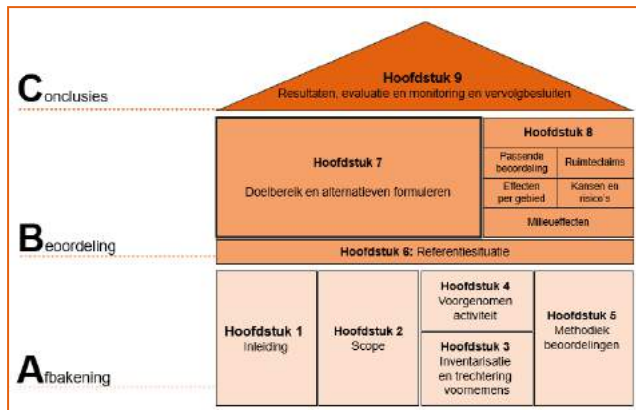 Conclusies
Hoofdstuk 9
Resultaten, evaluatie en monitoring en vervolgbesluiten
Beoordeling
Hoofdstuk 7
Doelbereik en alternatieven formuleren
Hoofdstuk 8
Passende
beoordeling
Ruimteclaims
Effecten
per gebied
Kansen en
risico's
Milieueffecten
Hoofdstuk 6: Referentiesituatie
Afbakening
Hoofdstuk 1
Inleiding
Hoofdstuk 2
Scope
Hoofdstuk 4
Voorgenomen
activiteit
Hoofdstuk 3
Inventarisatie
en trechtering
voornemens
Hoofdstuk 5
Methodiek
beoordelingen